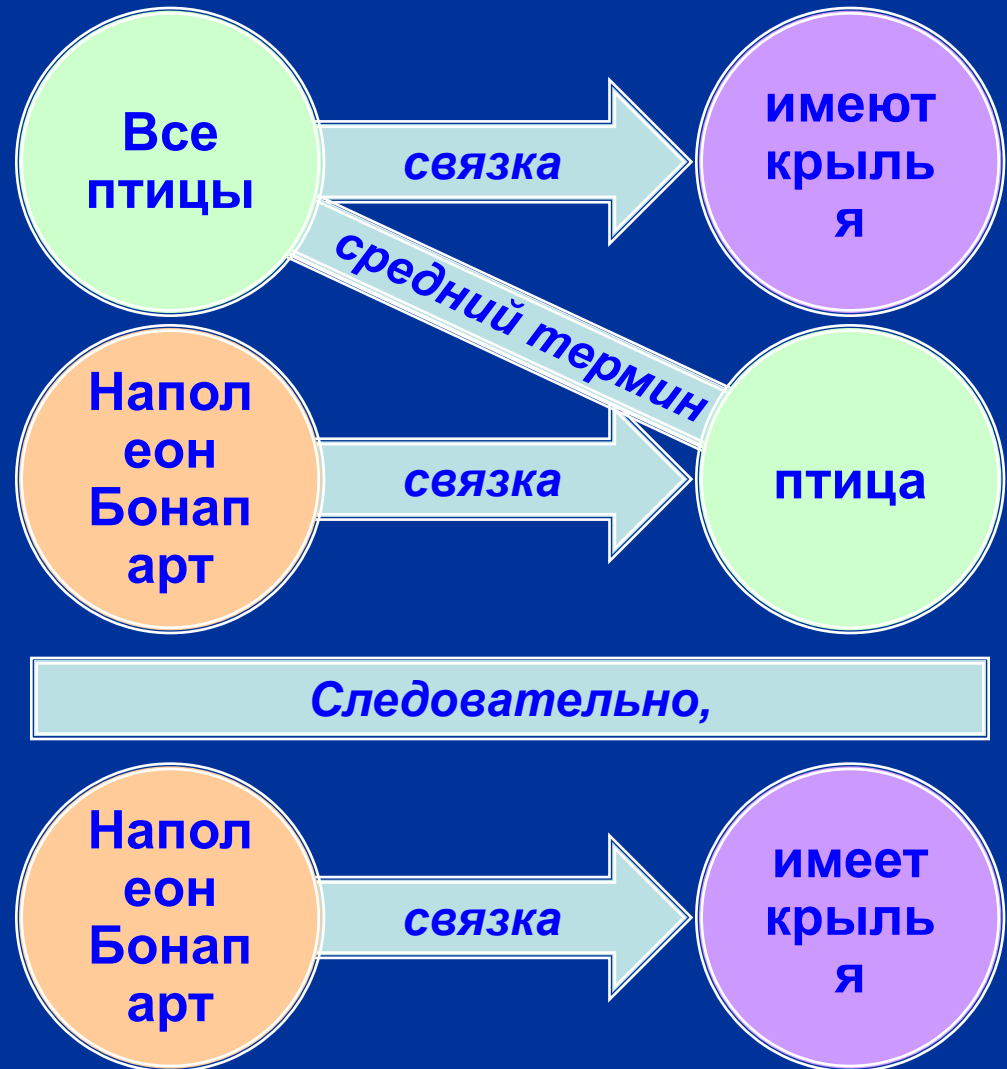 Все
птицы
связка
имеют
крыль
я
средний термин
Напол
еон
Бонап
арт
связка
птица
Следовательно,
Напол
еон
Бонап
арт
связка
имеет
крыль
я